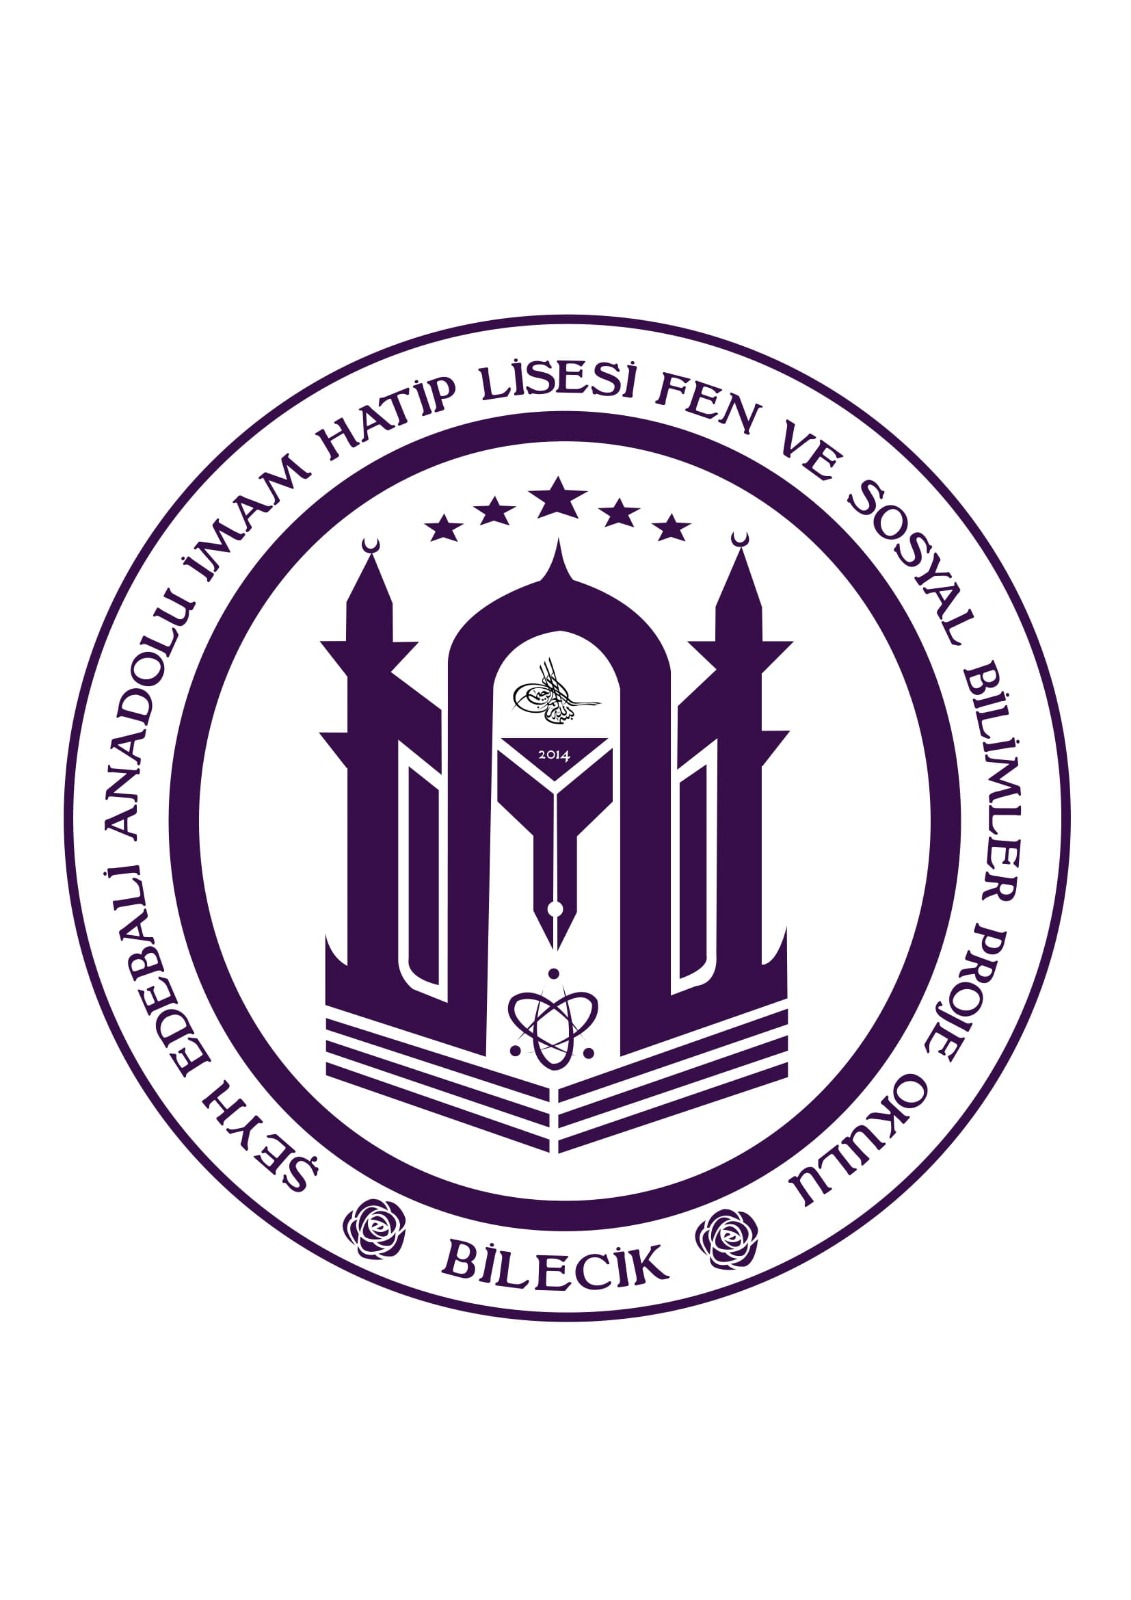 ŞEYH EDEBALİ ANADOLU İMAM HATİP LİSESİ FEN VE SOSYAL BİLİMLER PROJE OKULU
2014
BİLECİK